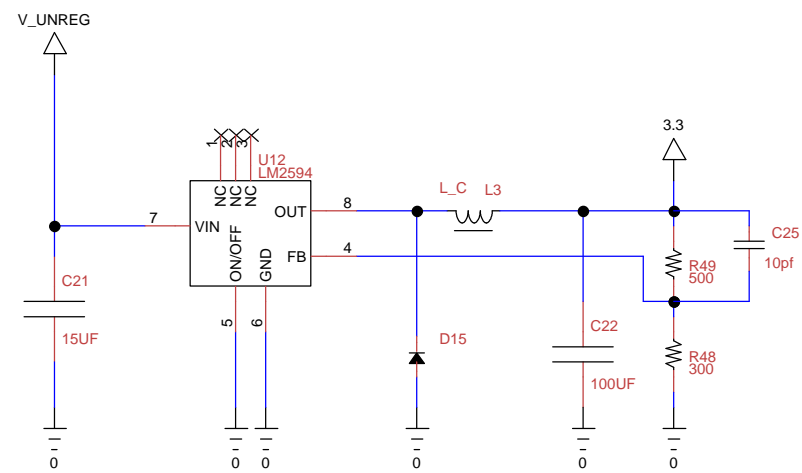 V_UNREG
3.3
1
2
3
U12
LM2594
NC
NC
NC
L_C
L3
8
OUT
7
VIN
C25
10pf
4
FB
ON/OFF
GND
R49
500
C21
15UF
5
6
D15
C22
100UF
R48
300
0
0
0
0
0
0